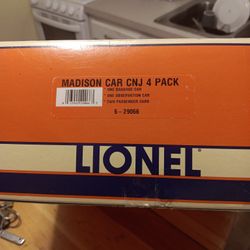 MADISON CAR CNJ 4 PACK
* ONE BAGGAGE CAR
* ONE OBSERVATION CAR
* TWO PASSENGER CARS
6-29066
LIONEL